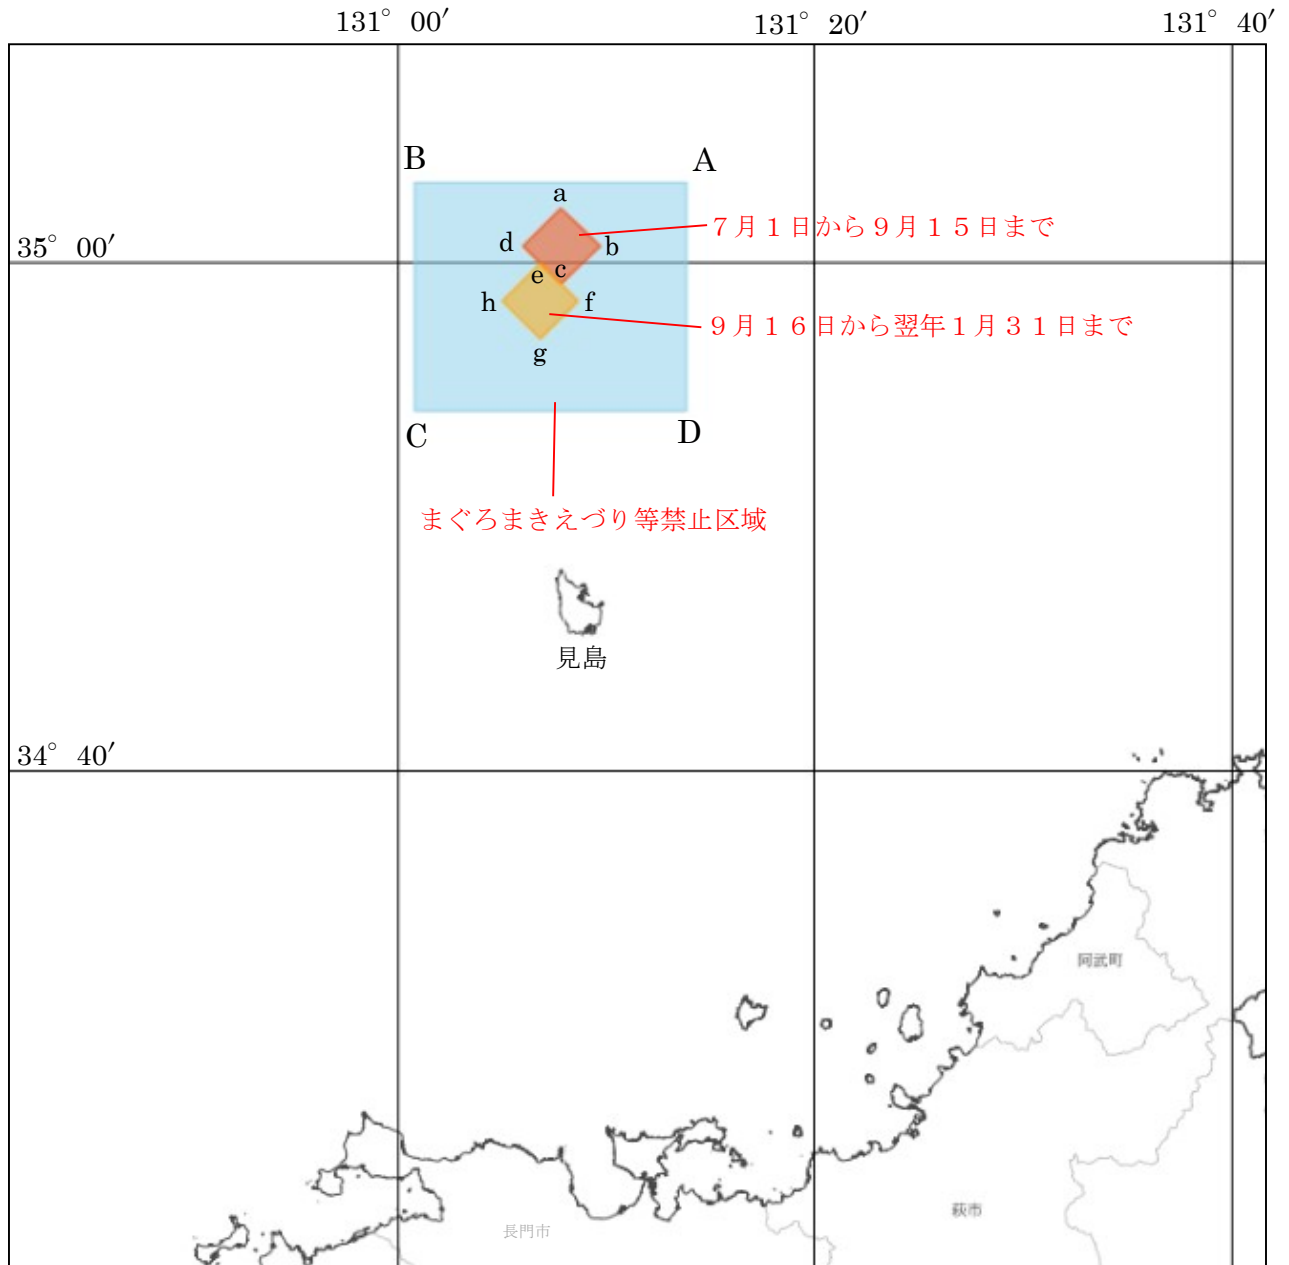 131° 00′
131° 20′
131° 40′
B
A
a
7月1日から9月15日まで
d
b
35° 00′
e
c
h
f
9月16日から翌年1月31日まで
g
C
D
まぐろまきえづり等禁止区域
見島
34° 40′
阿武町
萩市
長門市